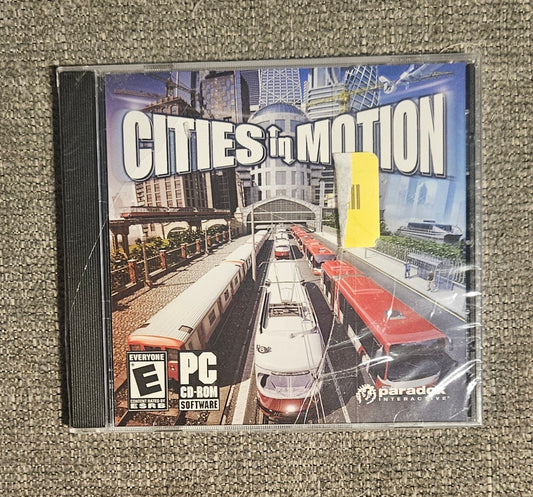 CITIES in MOTION
EVERYONE
E
CONTENT RATED BY
ESRB
PC
CD-ROM
SOFTWARE
paradox
INTERACTIVE